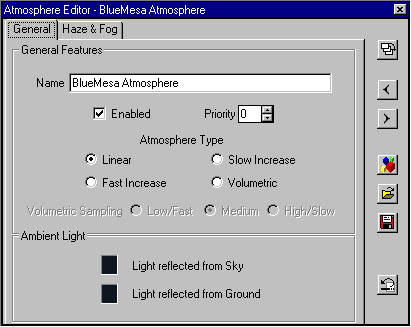 Atmosphere Editor - BlueMesa Atmosphere
General Haze & Fog
General Features
Name BlueMesa Atmosphere
Enabled Priority 0
Atmosphere Type
Linear Slow Increase
Fast Increase Volumetric
Volumetric Sampling Low/Fast Medium High/Slow
Ambient Light
Light reflected from Sky
Light reflected from Ground